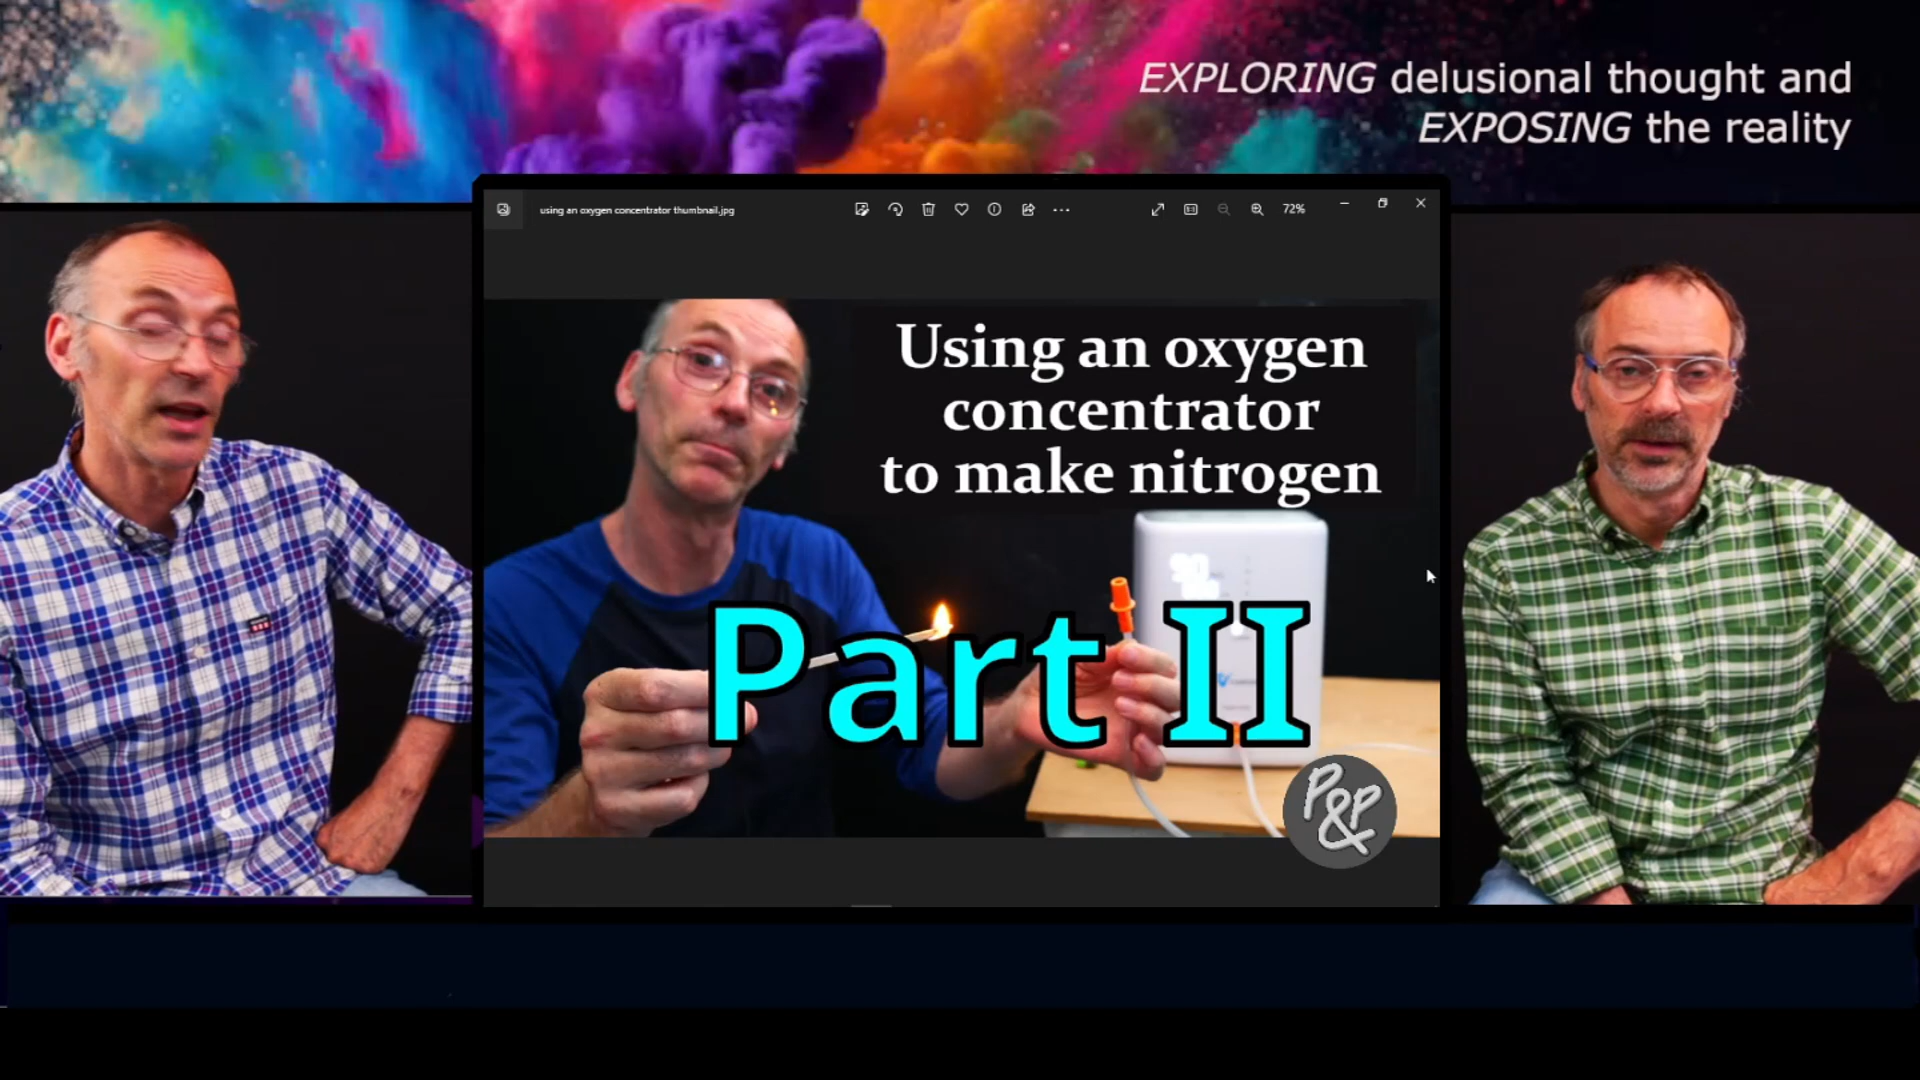 EXPLORING delusional thought and
EXPOSING the reality
using an oxygen concentrator thumbnail.jpg
72%
Using an oxygen
concentrator
to make nitrogen
Part II
P&P